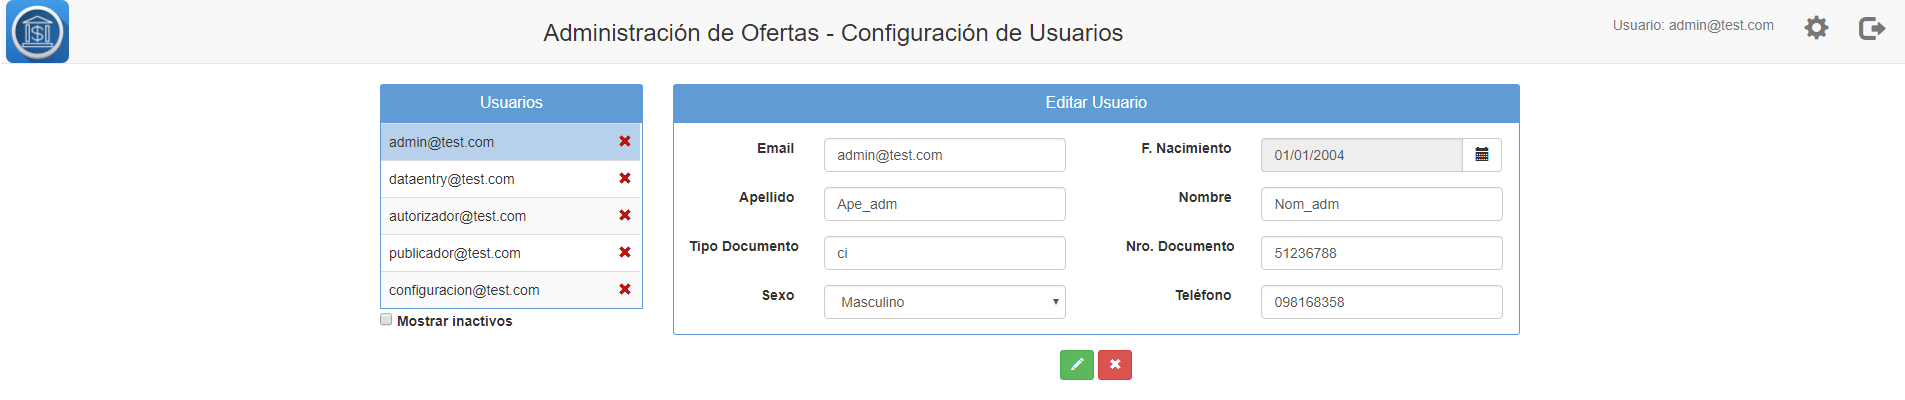 Administración de Ofertas - Configuración de Usuarios
Usuario: admin@test.com
Usuarios
admin@test.com
dataentry@test.com
autorizador@test.com
publicador@test.com
configuracion@test.com
Mostrar inactivos
Editar Usuario
Email admin@test.com F. Nacimiento 01/01/2004
Apellido Ape_adm Nombre Nom_adm
Tipo Documento ci Nro. Documento 51236788
Sexo Masculino Teléfono 098168358